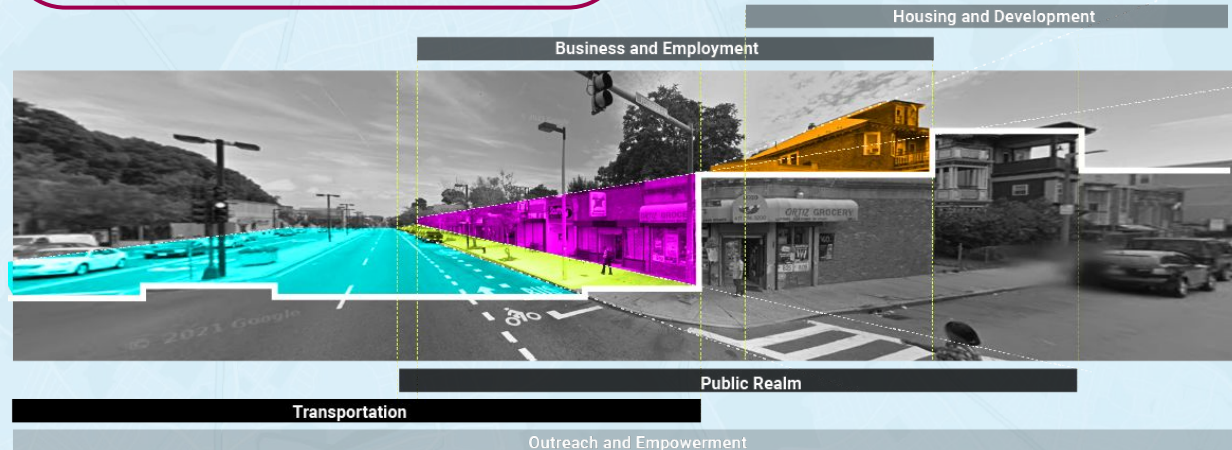 Housing and Development
Business and Employment
ORTIZ GROCERY
© 2021 Google
Public Realm
Transportation
Outreach and Empowerment